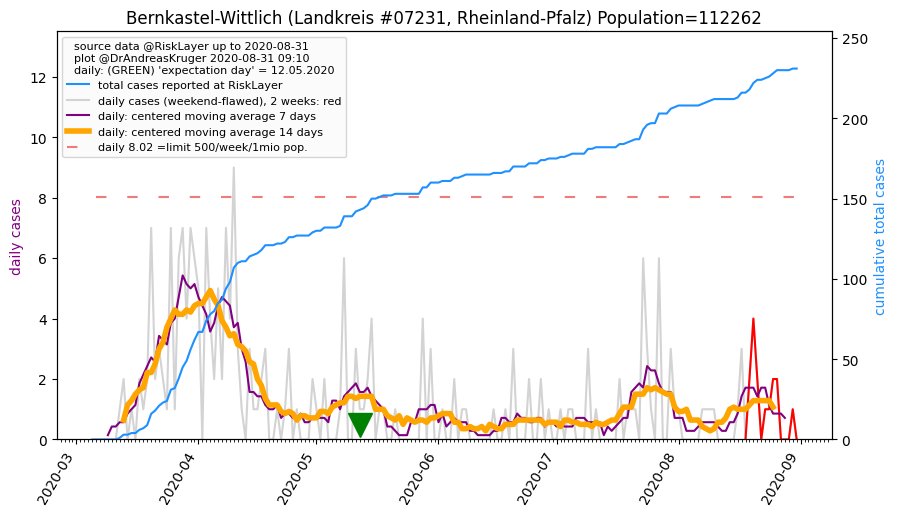 Bernkastel-Wittlich (Landkreis #07231, Rheinland-Pfalz) Population=112262
source data @RiskLayer up to 2020-08-31
plot @DrAndreasKruger 2020-08-31 09:10
daily: (GREEN) 'expectation day' = 12.05.2020
total cases reported at RiskLayer
daily cases (weekend-flawed), 2 weeks: red
daily: centered moving average 7 days
daily: centered moving average 14 days
daily 8.02 =limit 500/week/1mio pop.
daily cases
12
10
8
6
4
2
0
cumulative total cases
250
200
150
100
50
0
2020-03
2020-04
2020-05
2020-06
2020-07
2020-08
2020-09